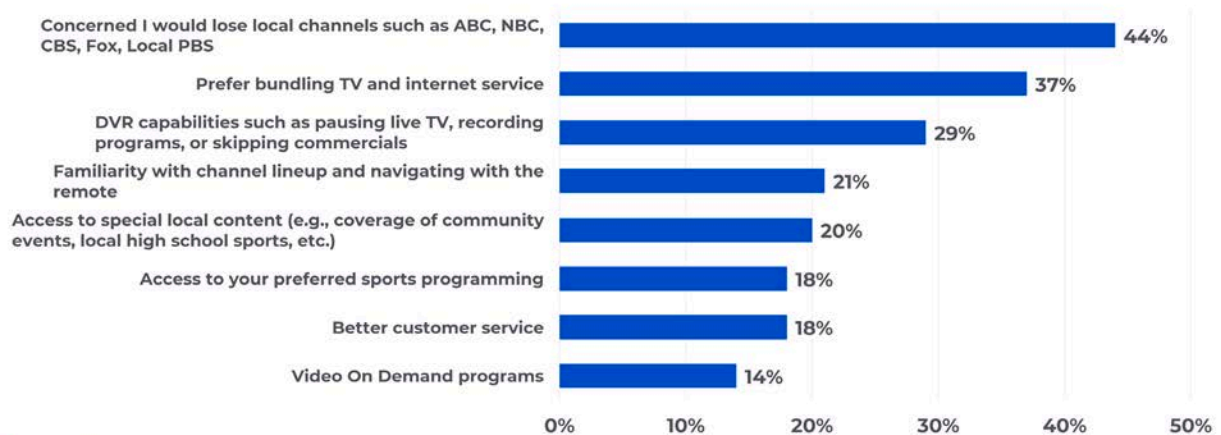 Concerned I would lose local channels such as ABC, NBC,
CBS, Fox, Local PBS
44%
Prefer bundling TV and internet service
37%
DVR capabilities such as pausing live TV, recording
programs, or skipping commercials
29%
Familiarity with channel lineup and navigating with the
remote
21%
Access to special local content (e.g., coverage of community
events, local high school sports, etc.)
20%
Access to your preferred sports programming
18%
Better customer service
18%
Video On Demand programs
14%
0% 10% 20% 30% 40% 50%